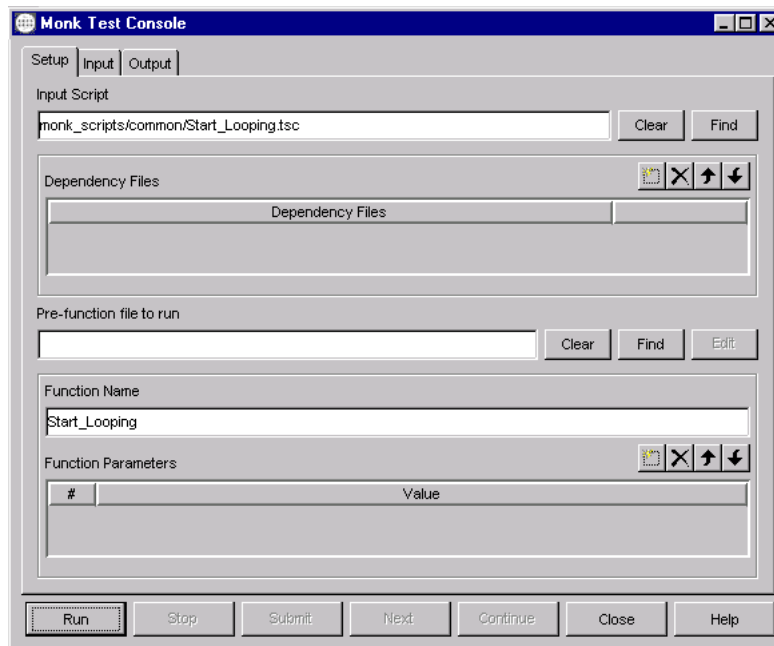 Monk Test Console
Setup Input Output
Input Script
monk_scripts/common/Start_Looping.tsc Clear Find
Dependency Files
Dependency Files
Pre-function file to run
Clear Find Edit
Function Name
Start_Looping
Function Parameters
# Value
Run Stop Submit Next Continue Close Help